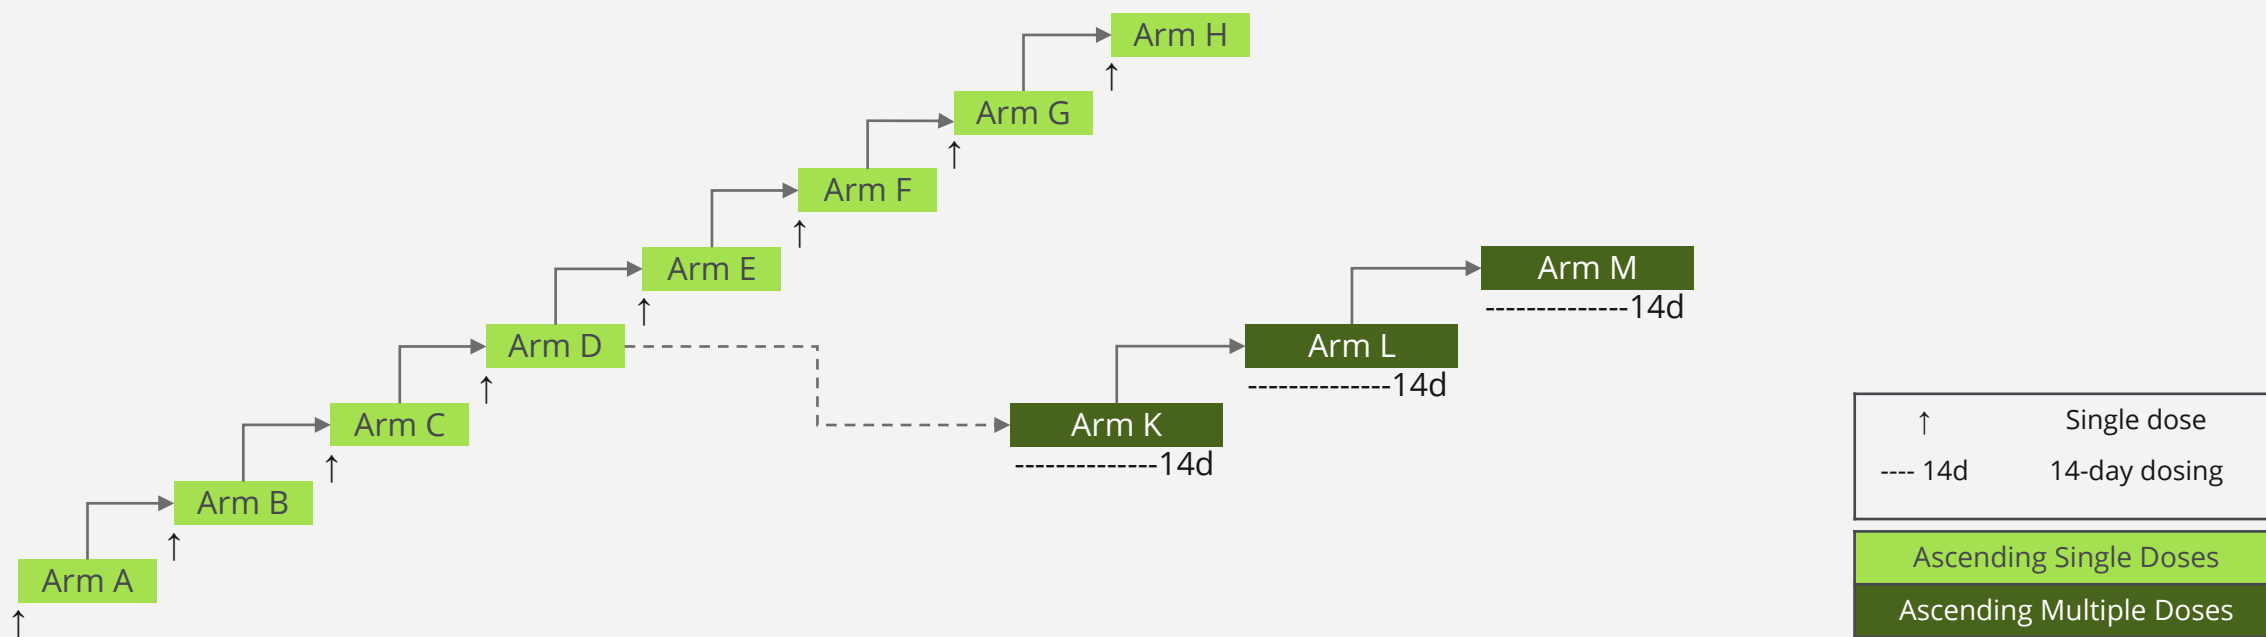 Arm H
↑
Arm G
↑
Arm F
↑
Arm E
↑
Arm M
--------------14d
Arm D
↑
Arm L
--------------14d
Arm C
↑
Arm K
--------------14d
Arm B
↑
Arm A
↑
↑ Single dose
---- 14d 14-day dosing
Ascending Single Doses
Ascending Multiple Doses